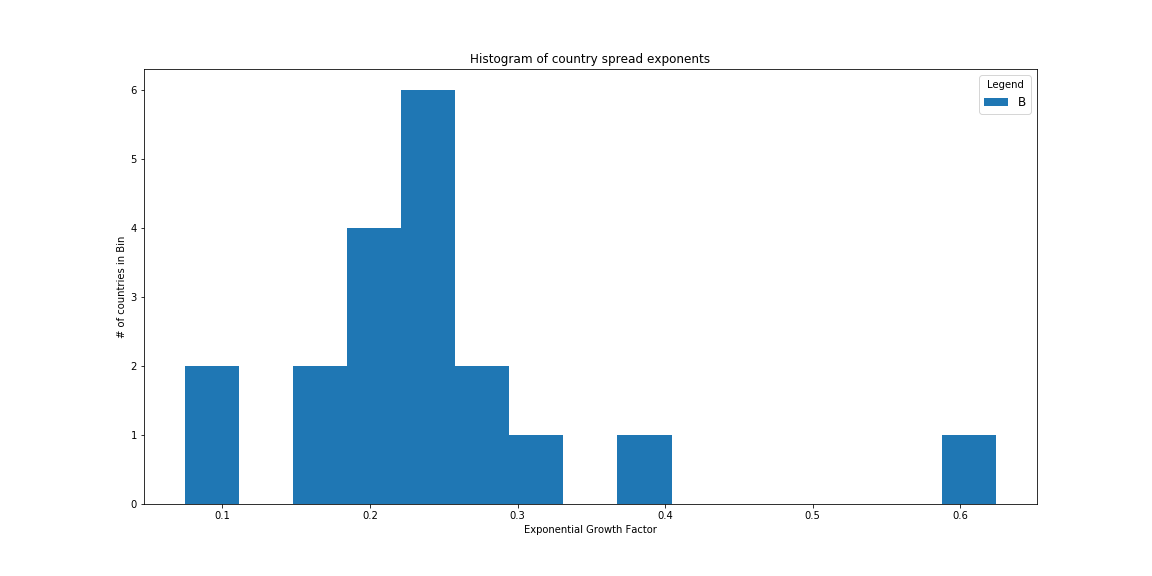 Histogram of country spread exponents
Legend
B
# of countries in Bin
6
5
4
3
2
1
0
0.1
0.2
0.3
0.4
0.5
0.6
Exponential Growth Factor